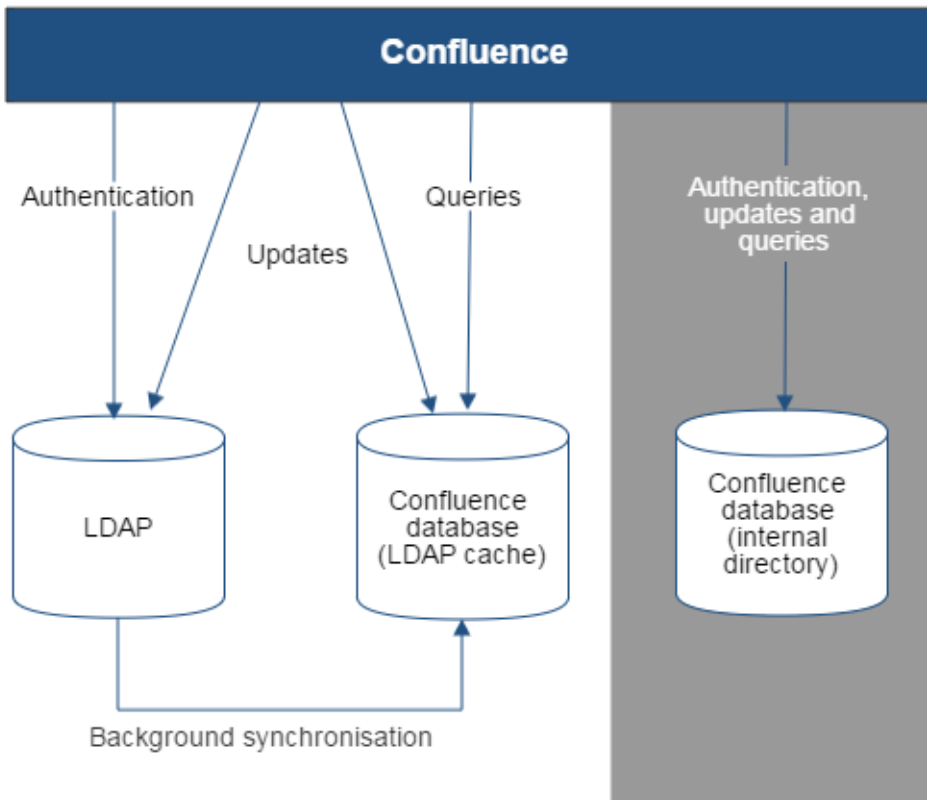 Confluence
Authentication
Queries
Authentication,
updates and
queries
Updates
LDAP
Confluence
database
(LDAP cache)
Confluence
database
(internal
directory)
Background synchronisation